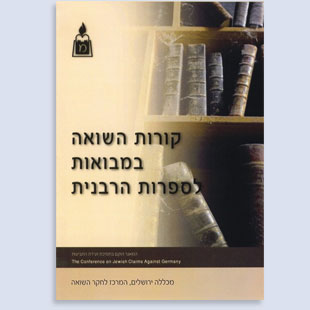 קורות השואה
במבואות
לספרות הרבנית
The Conference on Jewish Claims Against Germany
מכללה ירושלים, המרכז לחקר השואה